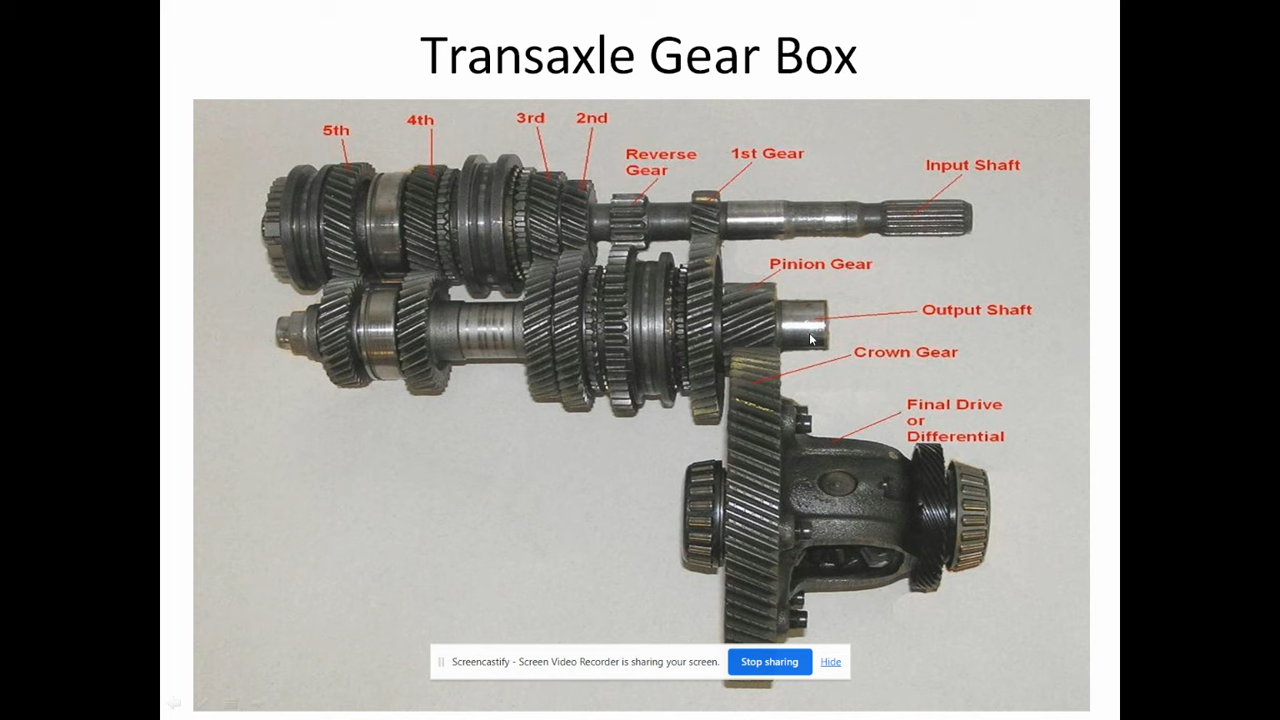 Transaxle Gear Box
5th
4th
3rd
2nd
Reverse
Gear
1st Gear
Input Shaft
Pinion Gear
Output Shaft
Crown Gear
Final Drive
or
Differential
Screencastify - Screen Video Recorder is sharing your screen.
Stop sharing
Hide